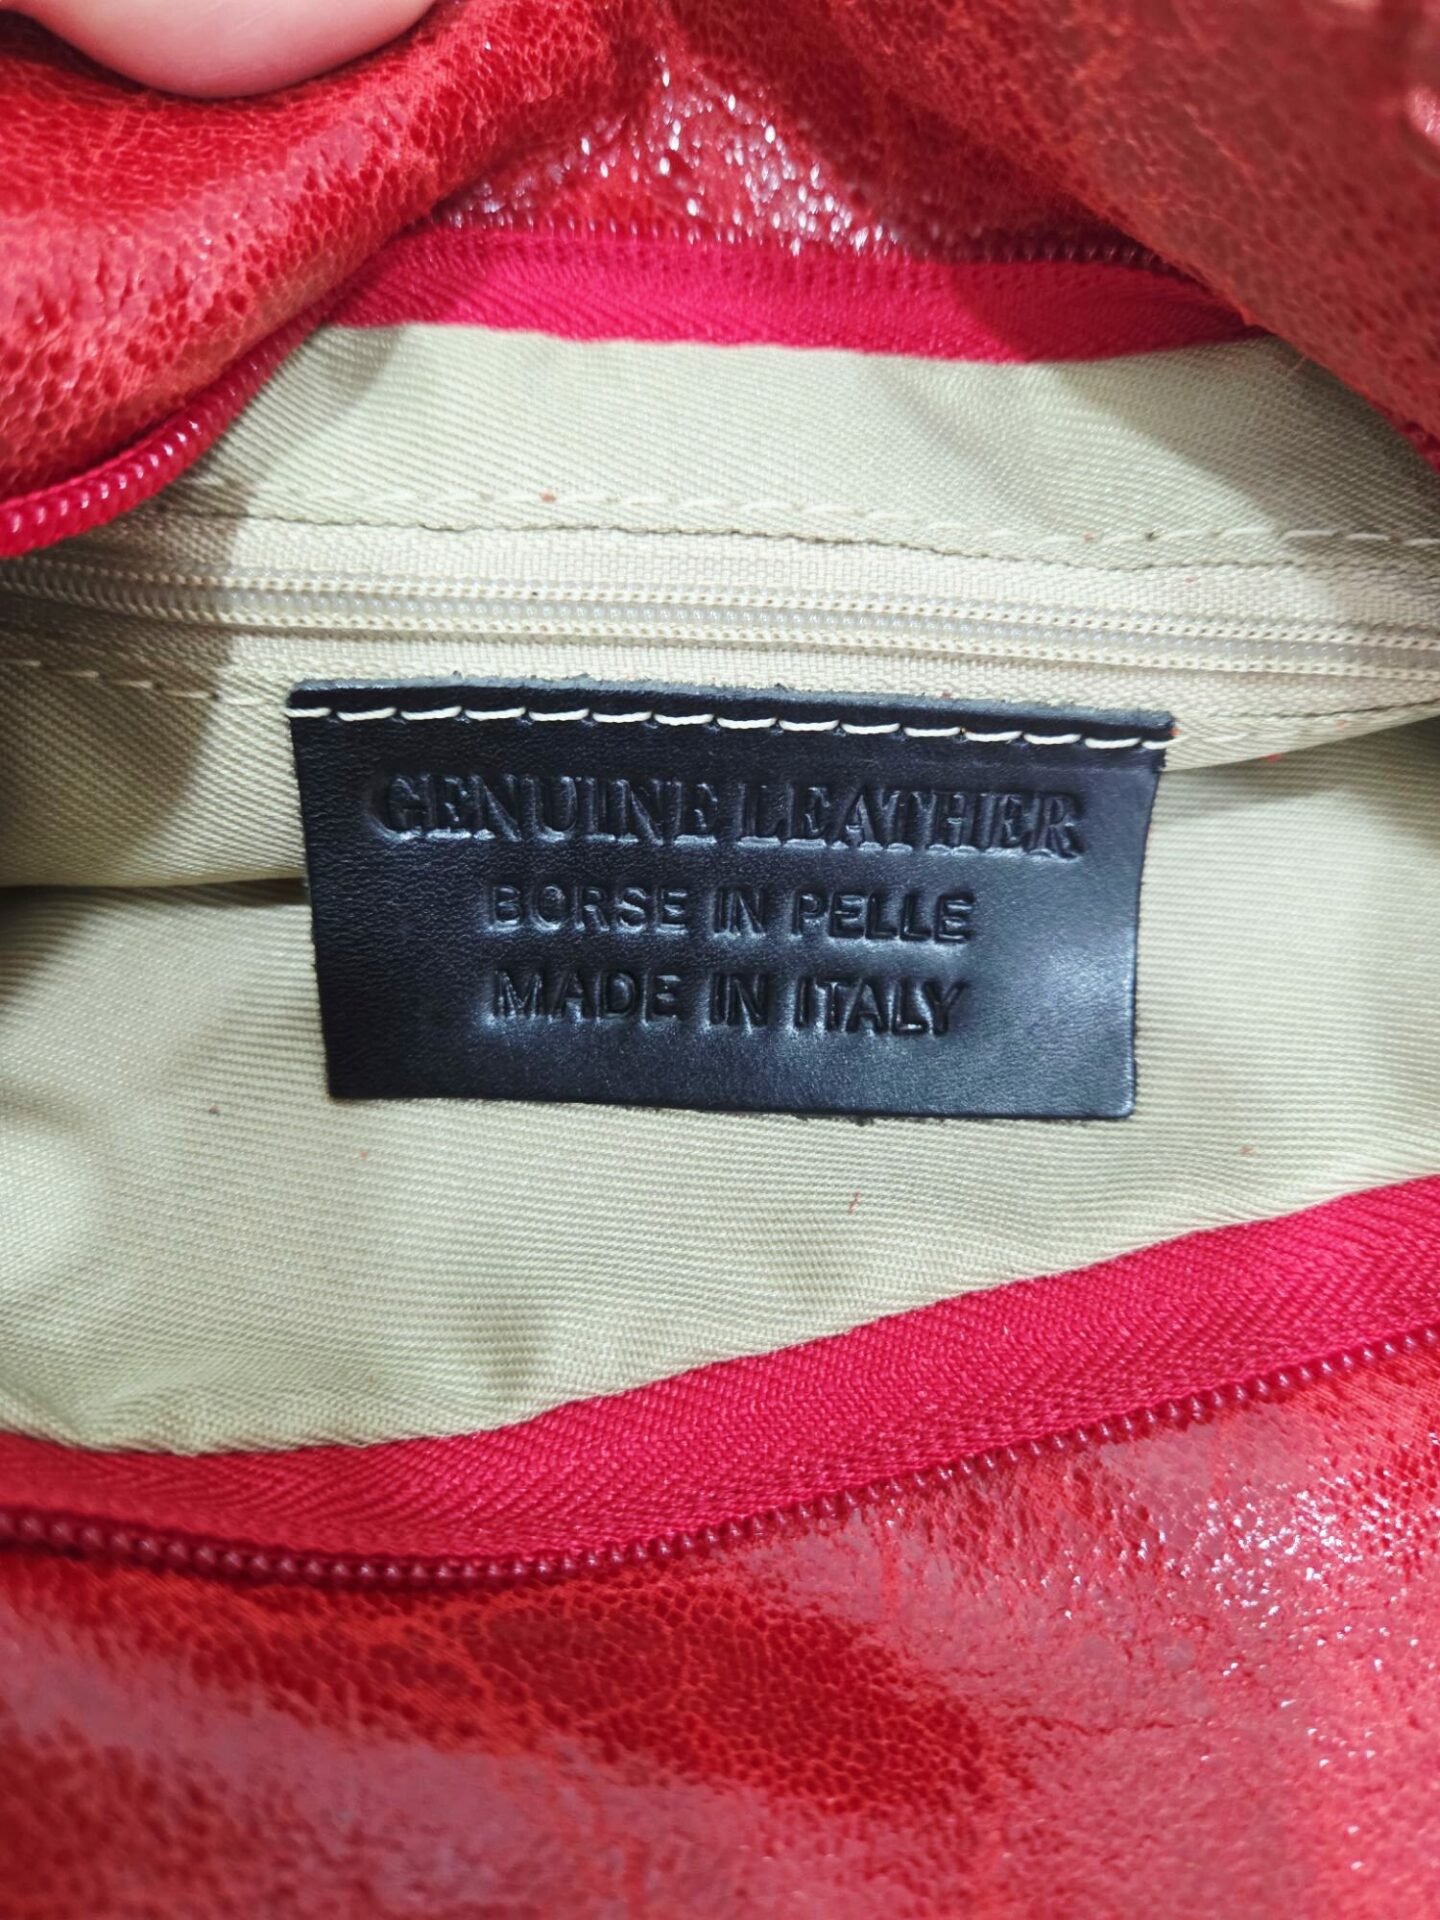 GENUINE LEATHER
BORSE IN PELLE
MADE IN ITALY